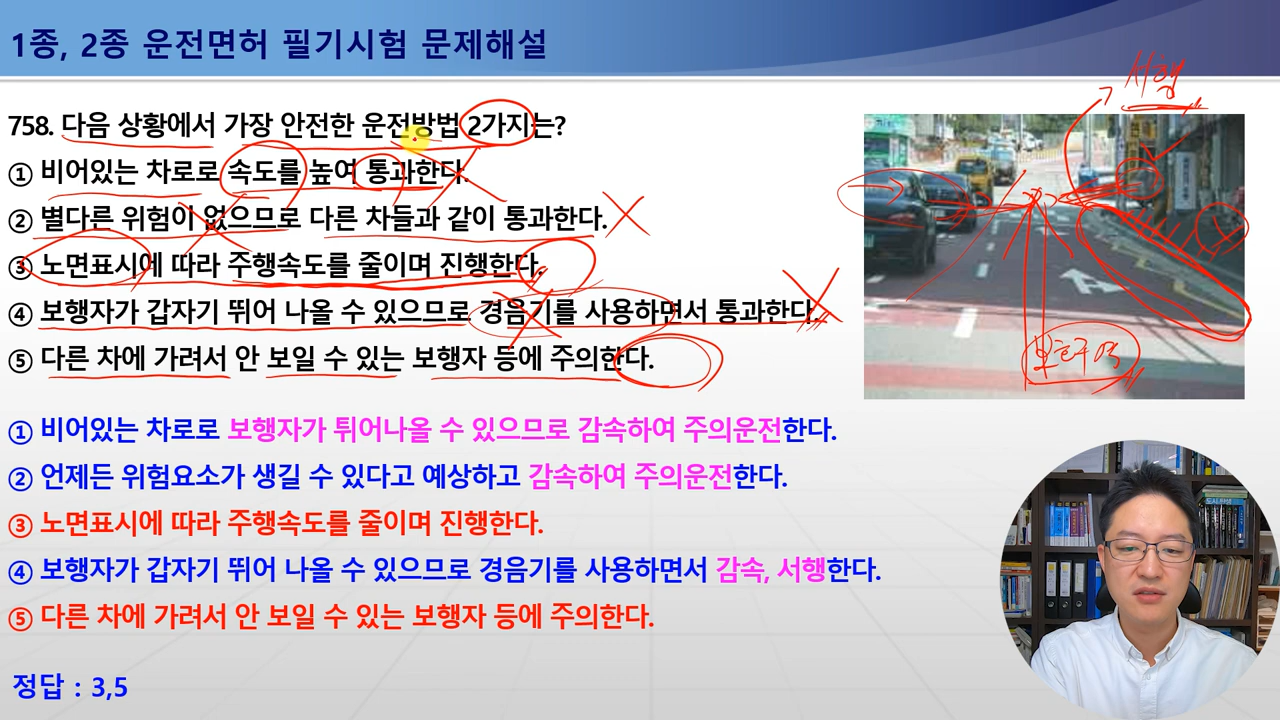 1종, 2종 운전면허 필기시험 문제해설
서행
758. 다음 상황에서 가장 안전한 운전방법 2가지는?
① 비어있는 차로로 속도를 높여 통과한다.
② 별다른 위험이 없으므로 다른 차들과 같이 통과한다.
③ 노면표시에 따라 주행속도를 줄이며 진행한다.
④ 보행자가 갑자기 뛰어 나올 수 있으므로 경음기를 사용하면서 통과한다.
⑤ 다른 차에 가려서 안 보일 수 있는 보행자 등에 주의한다.
보호구역
① 비어있는 차로로 보행자가 튀어나올 수 있으므로 감속하여 주의운전한다.
② 언제든 위험요소가 생길 수 있다고 예상하고 감속하여 주의운전한다.
③ 노면표시에 따라 주행속도를 줄이며 진행한다.
④ 보행자가 갑자기 뛰어 나올 수 있으므로 경음기를 사용하면서 감속, 서행한다.
⑤ 다른 차에 가려서 안 보일 수 있는 보행자 등에 주의한다.
정답 : 3,5